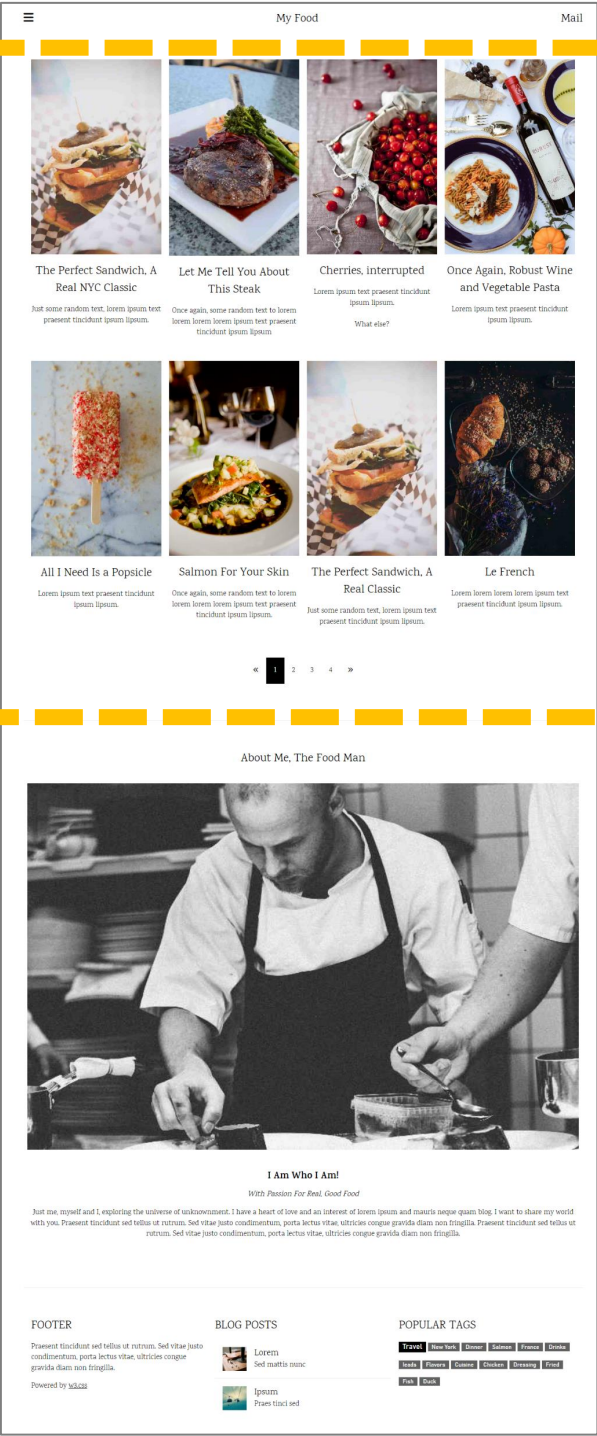 My Food
Mail
The Perfect Sandwich, A
Real NYC Classic
Just some random text, lorem ipsum text
praesent tincidunt ipsum lipsum.
Let Me Tell You About
This Steak
Once again, some random text to lorem
lorem lorem lorem ipsum text praesent
tincidunt ipsum lipsum
Cherries, interrupted
Lorem ipsum text praesent tincidunt
ipsum lipsum.
What else?
Once Again, Robust Wine
and Vegetable Pasta
Lorem ipsum text praesent tincidunt
ipsum lipsum.
All I Need Is a Popsicle
Lorem ipsum text praesent tincidunt
ipsum lipsum.
Salmon For Your Skin
Once again, some random text to lorem
lorem lorem lorem ipsum text praesent
tincidunt ipsum lipsum.
The Perfect Sandwich, A
Real Classic
Just some random text, lorem ipsum text
praesent tincidunt ipsum lipsum.
Le French
Lorem lorem lorem lorem ipsum text
praesent tincidunt ipsum lipsum.
« 1 2 3 4 »
About Me, The Food Man
I Am Who I Am!
With Passion For Real, Good Food
Just me, myself and I, exploring the universe of unknownment. I have a heart of love and an interest of lorem ipsum and mauris neque quam blog. I want to share my world
with you. Praesent tincidunt sed tellus ut rutrum. Sed vitae justo condimentum, porta lectus vitae, ultricies congue gravida diam non fringilla. Praesent tincidunt sed tellus ut
rutrum. Sed vitae justo condimentum, porta lectus vitae, ultricies congue gravida diam non fringilla.
FOOTER
Praesent tincidunt sed tellus ut rutrum. Sed vitae justo
condimentum, porta lectus vitae, ultricies congue
gravida diam non fringilla.
Powered by w3.css
BLOG POSTS
Lorem
Sed mattis nunc
Ipsum
Praes tinci sed
POPULAR TAGS
Travel New York Dinner Salmon France Drinks
Ideas Flavors Cuisine Chicken Dressing Fried
Fish Duck